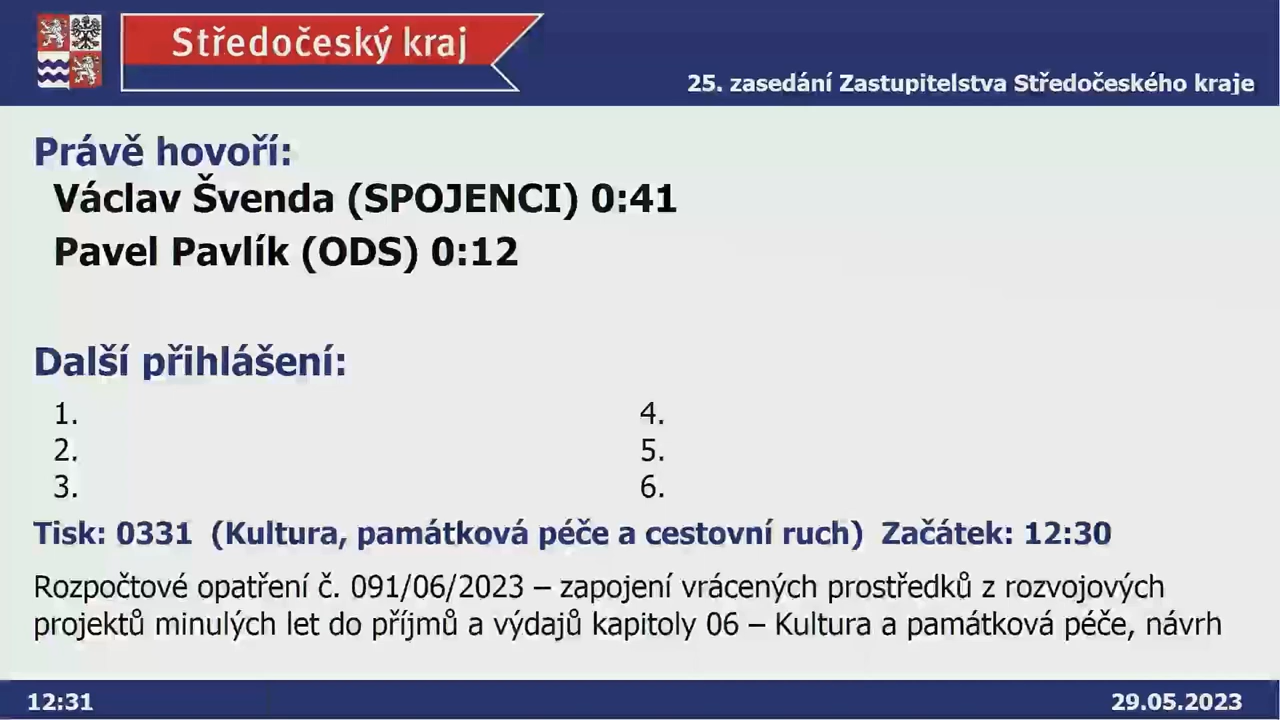 Středočeský kraj
25. zasedání Zastupitelstva Středočeského kraje
Právě hovoří:
Václav Švenda (SPOJENCI) 0:41
Pavel Pavlík (ODS) 0:12
Další přihlášení:
1.
2.
3.
4.
5.
6.
Tisk: 0331 (Kultura, památková péče a cestovní ruch) Začátek: 12:30
Rozpočtové opatření č. 091/06/2023 – zapojení vrácených prostředků z rozvojových
projektů minulých let do příjmů a výdajů kapitoly 06 – Kultura a památková péče, návrh
12:31
29.05.2023